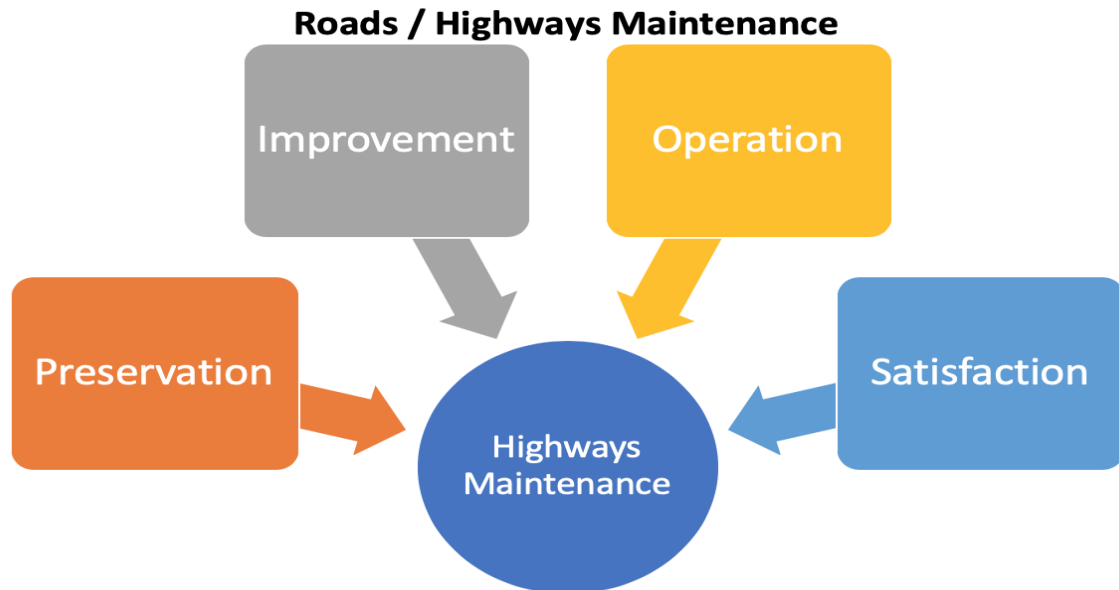 Roads / Highways Maintenance
Improvement
Operation
Preservation
Satisfaction
Highways
Maintenance